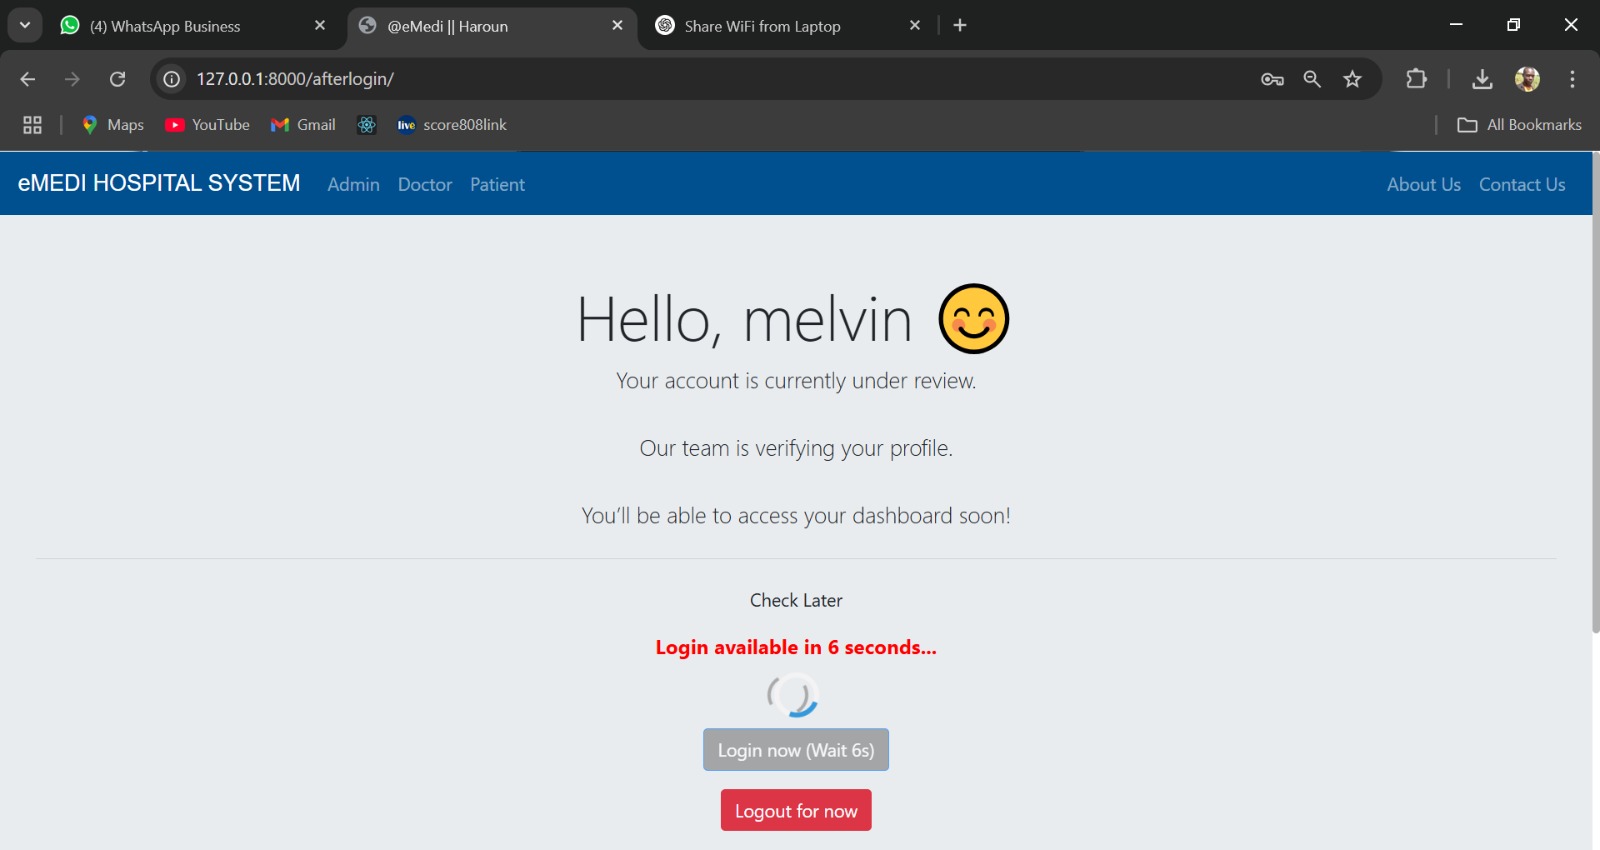 (4) WhatsApp Business
@eMedi || Haroun
Share WiFi from Laptop
127.0.0.1:8000/afterlogin/
Maps
YouTube
Gmail
live
score808link
All Bookmarks
eMEDI HOSPITAL SYSTEM
Admin
Doctor
Patient
About Us
Contact Us
Hello, melvin 😊
Your account is currently under review.
Our team is verifying your profile.
You’ll be able to access your dashboard soon!
Check Later
Login available in 6 seconds...
Login now (Wait 6s)
Logout for now